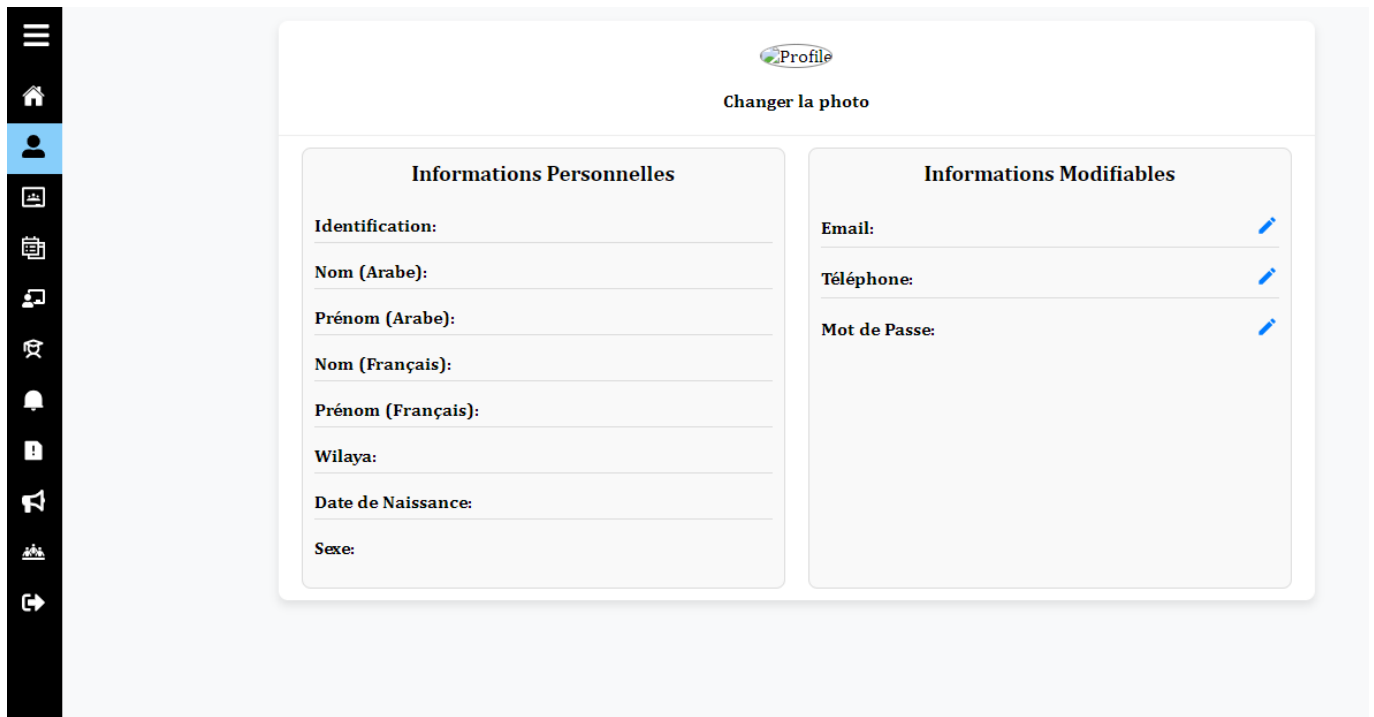 Profile
Changer la photo
Informations Personnelles
Identification:
Nom (Arabe):
Prénom (Arabe):
Nom (Français):
Prénom (Français):
Wilaya:
Date de Naissance:
Sexe:
Informations Modifiables
Email:
Téléphone:
Mot de Passe: